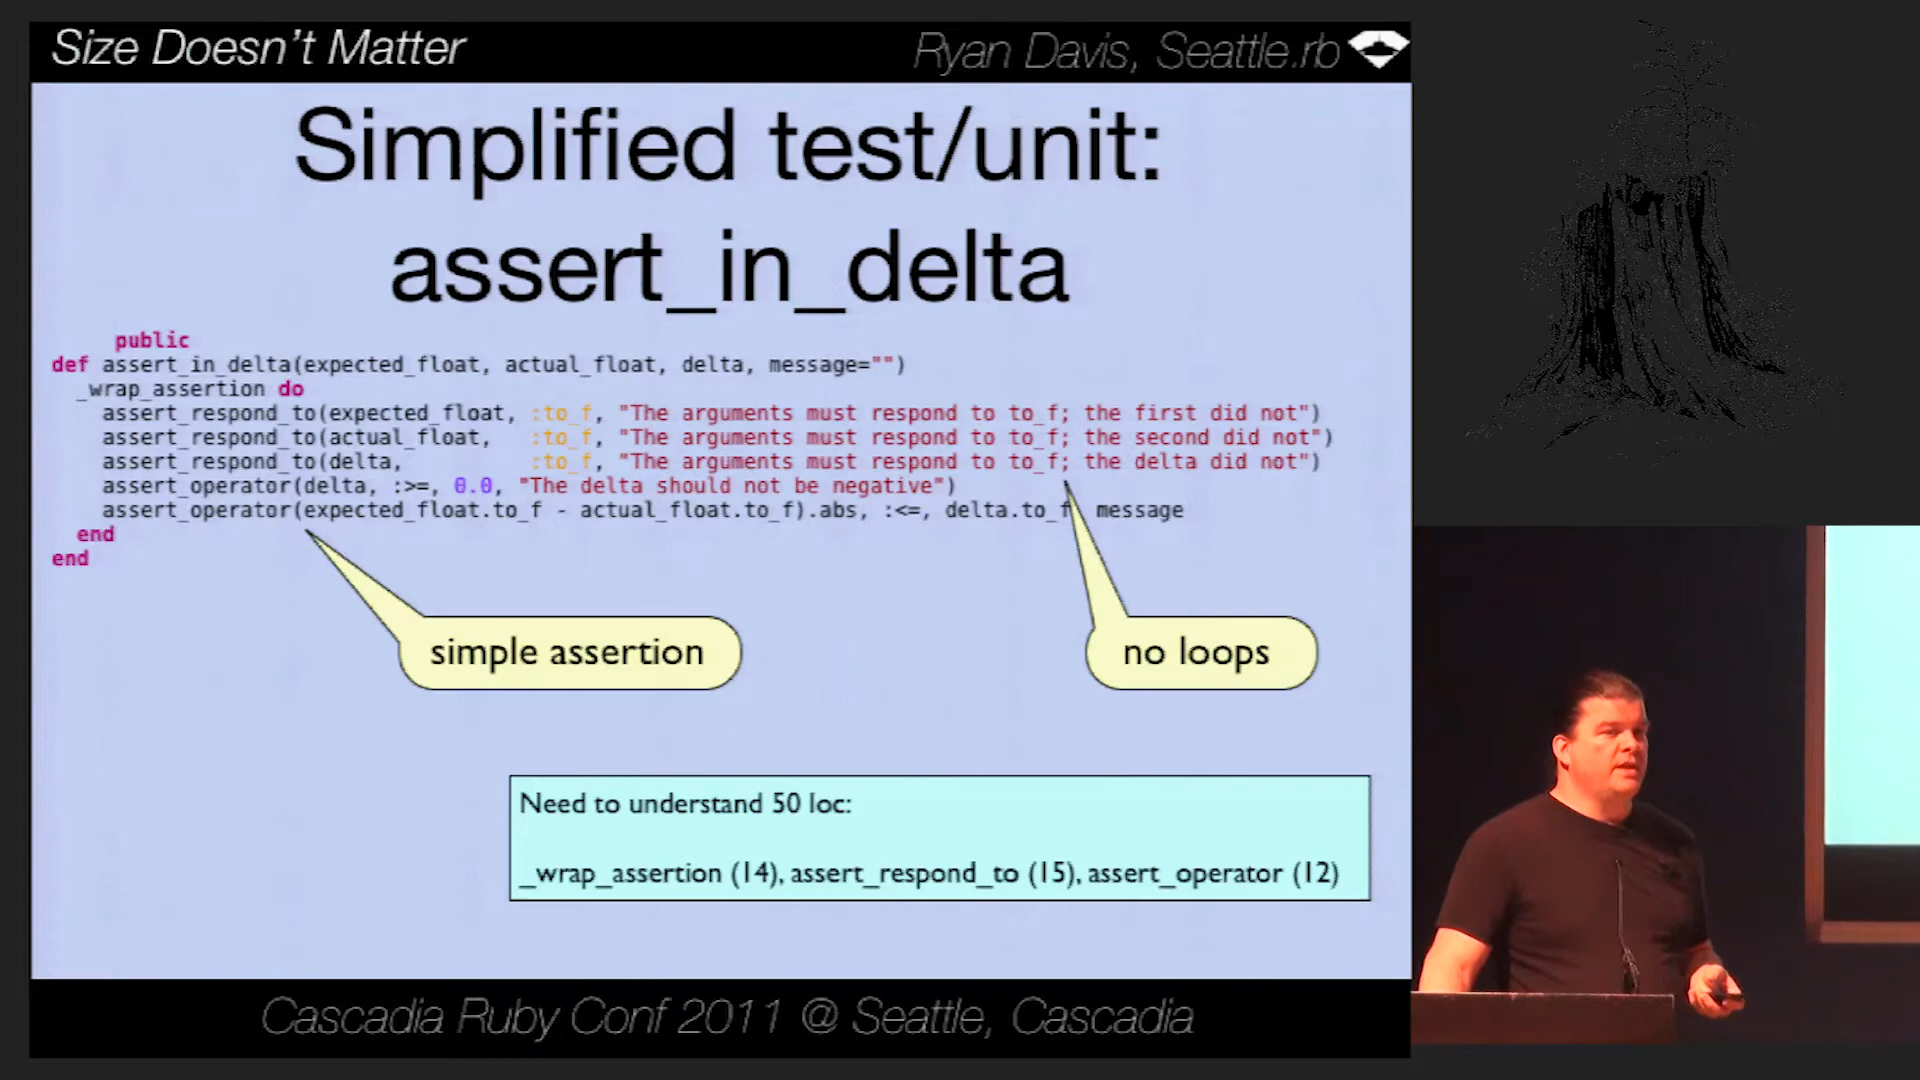 Size Doesn't Matter
Ryan Davis, Seattle.rb
Simplified test/unit:
assert_in_delta
public
def assert_in_delta(expected_float, actual_float, delta, message="")
_wrap_assertion do
assert_respond_to(expected_float, :to_f, "The arguments must respond to to_f; the first did not")
assert_respond_to(actual_float, :to_f, "The arguments must respond to to_f; the second did not")
assert_respond_to(delta, :to_f, "The arguments must respond to to_f; the delta did not")
assert_operator(delta, :>=, 0.0, "The delta should not be negative")
assert_operator(expected_float.to_f - actual_float.to_f).abs, :<=, delta.to_f message
end
end
simple assertion
no loops
Need to understand 50 loc:
_wrap_assertion (14), assert_respond_to (15), assert_operator (12)
Cascadia Ruby Conf 2011 @ Seattle, Cascadia